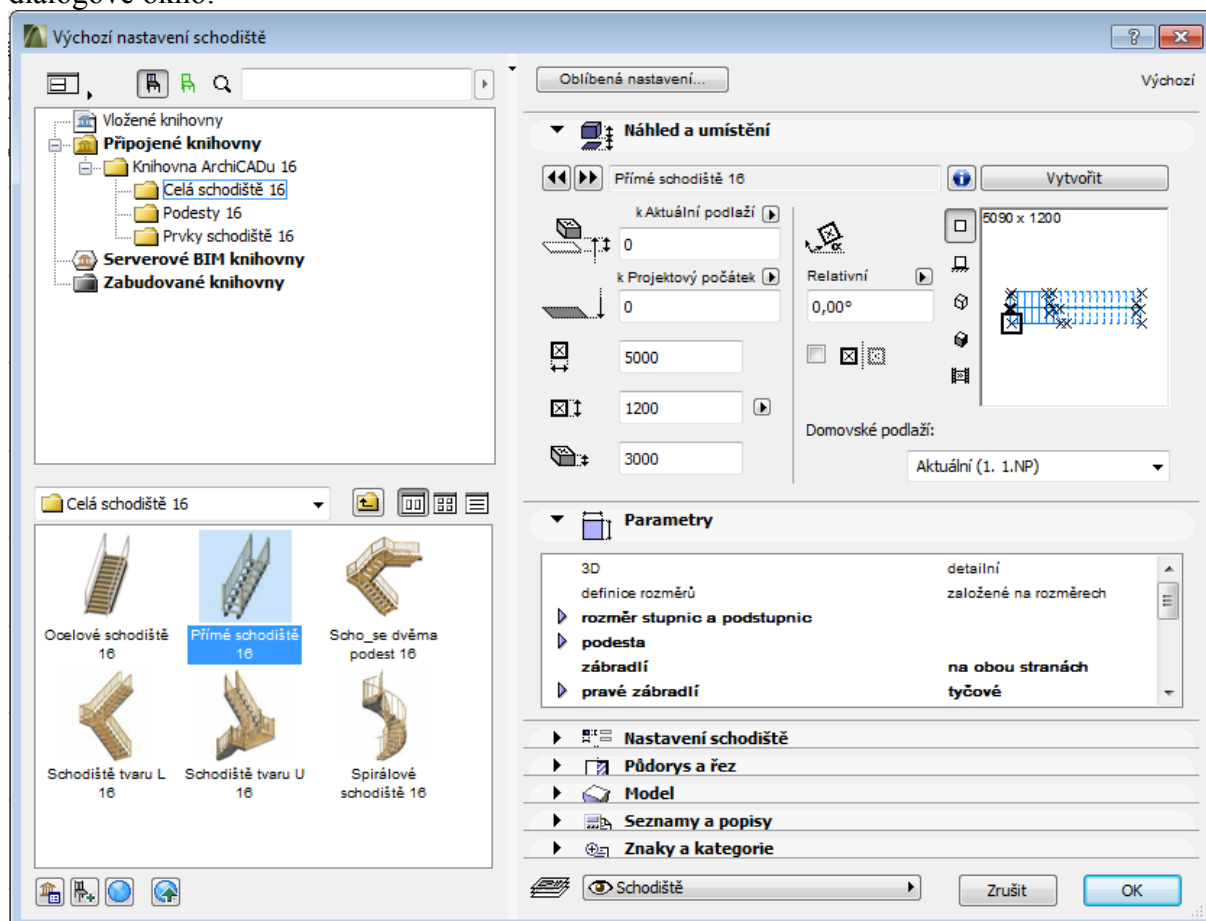 dialogové okno.
Výchozí nastavení schodiště
Vložené knihovny
Připojené knihovny
Knihovna ArchiCADu 16
Celá schodiště 16
Podesty 16
Prvky schodiště 16
Serverové BIM knihovny
Zabudované knihovny
Celá schodiště 16
Ocelové schodiště 16
Přímé schodiště 16
Scho_se dvěma podest 16
Schodiště tvaru L 16
Schodiště tvaru U 16
Spirálové schodiště 16
Oblíbená nastavení...
Výchozí
Náhled a umístění
Přímé schodiště 16
Vytvořit
k Aktuální podlaží
0
k Projektový počátek
0
5000
1200
3000
Relativní
0,00°
5090 x 1200
Domovské podlaží:
Aktuální (1. 1.NP)
Parametry
3D detailní
definice rozměrů založené na rozměrech
rozměr stupnic a podstupnic
podesta
zábradlí na obou stranách
pravé zábradlí tyčové
Nastavení schodiště
Půdorys a řez
Model
Seznamy a popisy
Znaky a kategorie
Schodiště
Zrušit
OK